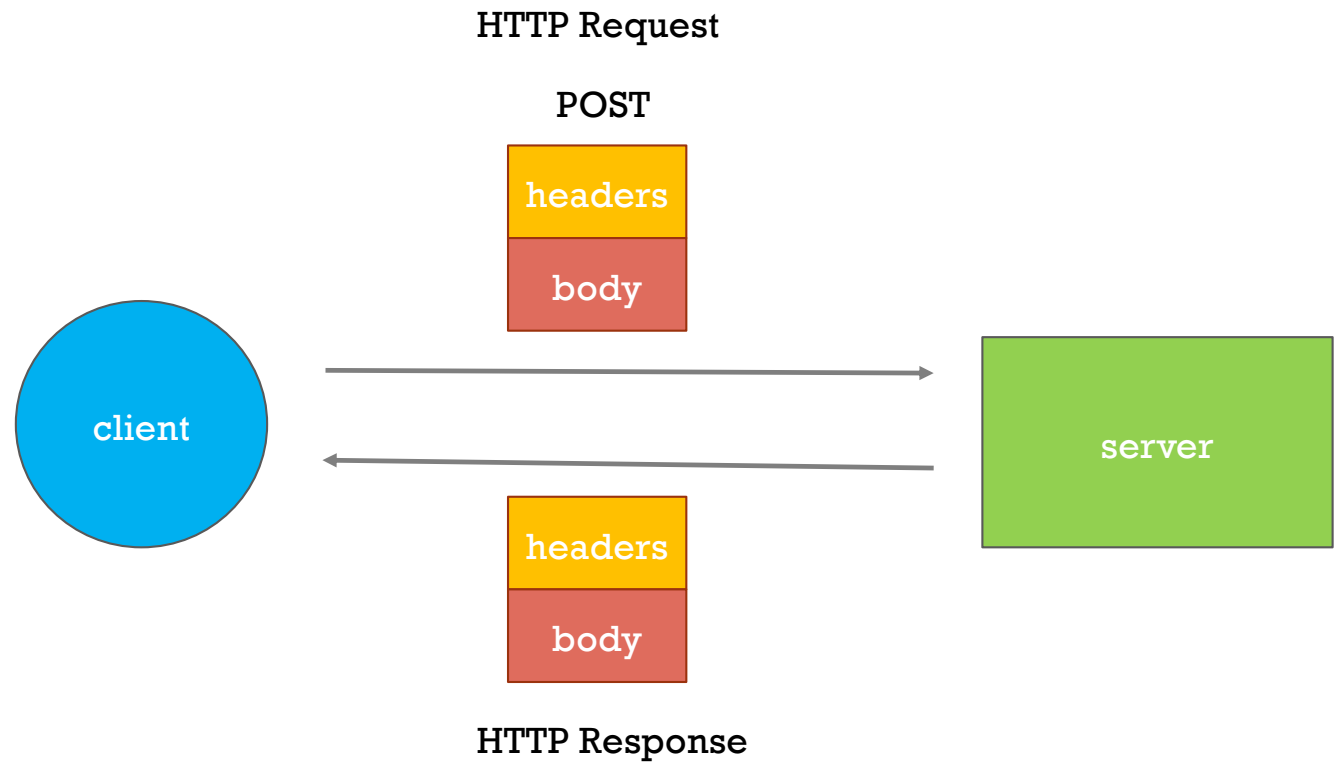 HTTP Request
POST
headers
body
client
server
headers
body
HTTP Response